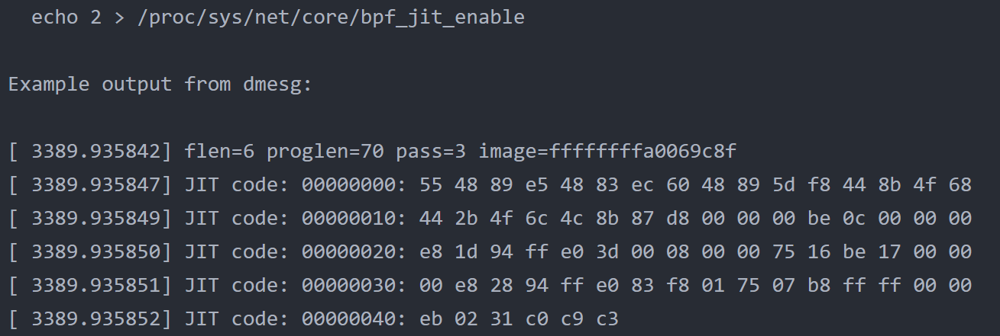 echo 2 > /proc/sys/net/core/bpf_jit_enable
Example output from dmesg:
[ 3389.935842] flen=6 proglen=70 pass=3 image=ffffffffa0069c8f
[ 3389.935847] JIT code: 00000000: 55 48 89 e5 48 83 ec 60 48 89 5d f8 44 8b 4f 68
[ 3389.935849] JIT code: 00000010: 44 2b 4f 6c 4c 8b 87 d8 00 00 00 be 0c 00 00 00
[ 3389.935850] JIT code: 00000020: e8 1d 94 ff e0 3d 00 08 00 00 75 16 be 17 00 00
[ 3389.935851] JIT code: 00000030: 00 e8 28 94 ff e0 83 f8 01 75 07 b8 ff ff 00 00
[ 3389.935852] JIT code: 00000040: eb 02 31 c0 c9 c3